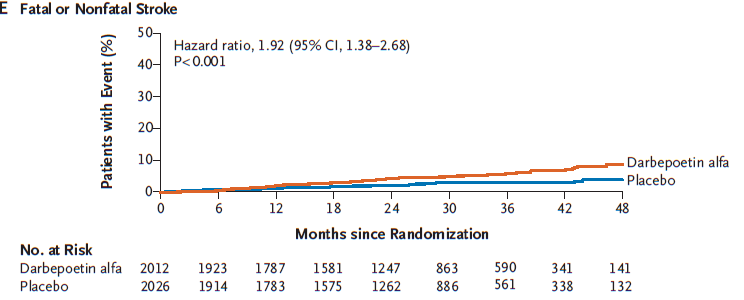 E Fatal or Nonfatal Stroke
Patients with Event (%)
50
40
30
20
10
0
Hazard ratio, 1.92 (95% CI, 1.38–2.68)
P<0.001
Darbepoetin alfa
Placebo
0 6 12 18 24 30 36 42 48
Months since Randomization
No. at Risk
Darbepoetin alfa 2012 1923 1787 1581 1247 863 590 341 141
Placebo 2026 1914 1783 1575 1262 886 561 338 132